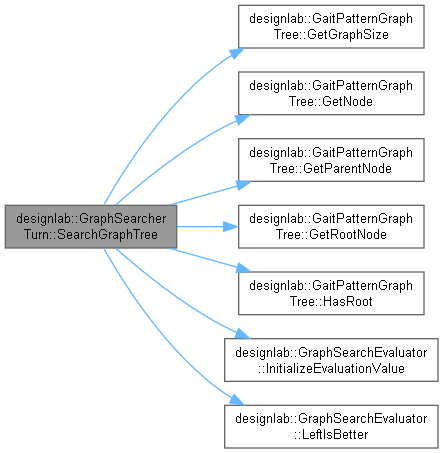 designlab::GaitPatternGraph
Tree::GetGraphSize
designlab::GaitPatternGraph
Tree::GetNode
designlab::GaitPatternGraph
Tree::GetParentNode
designlab::GraphSearcher
Turn::SearchGraphTree
designlab::GaitPatternGraph
Tree::GetRootNode
designlab::GaitPatternGraph
Tree::HasRoot
designlab::GraphSearchEvaluator
::InitializeEvaluationValue
designlab::GraphSearchEvaluator
::LeftIsBetter